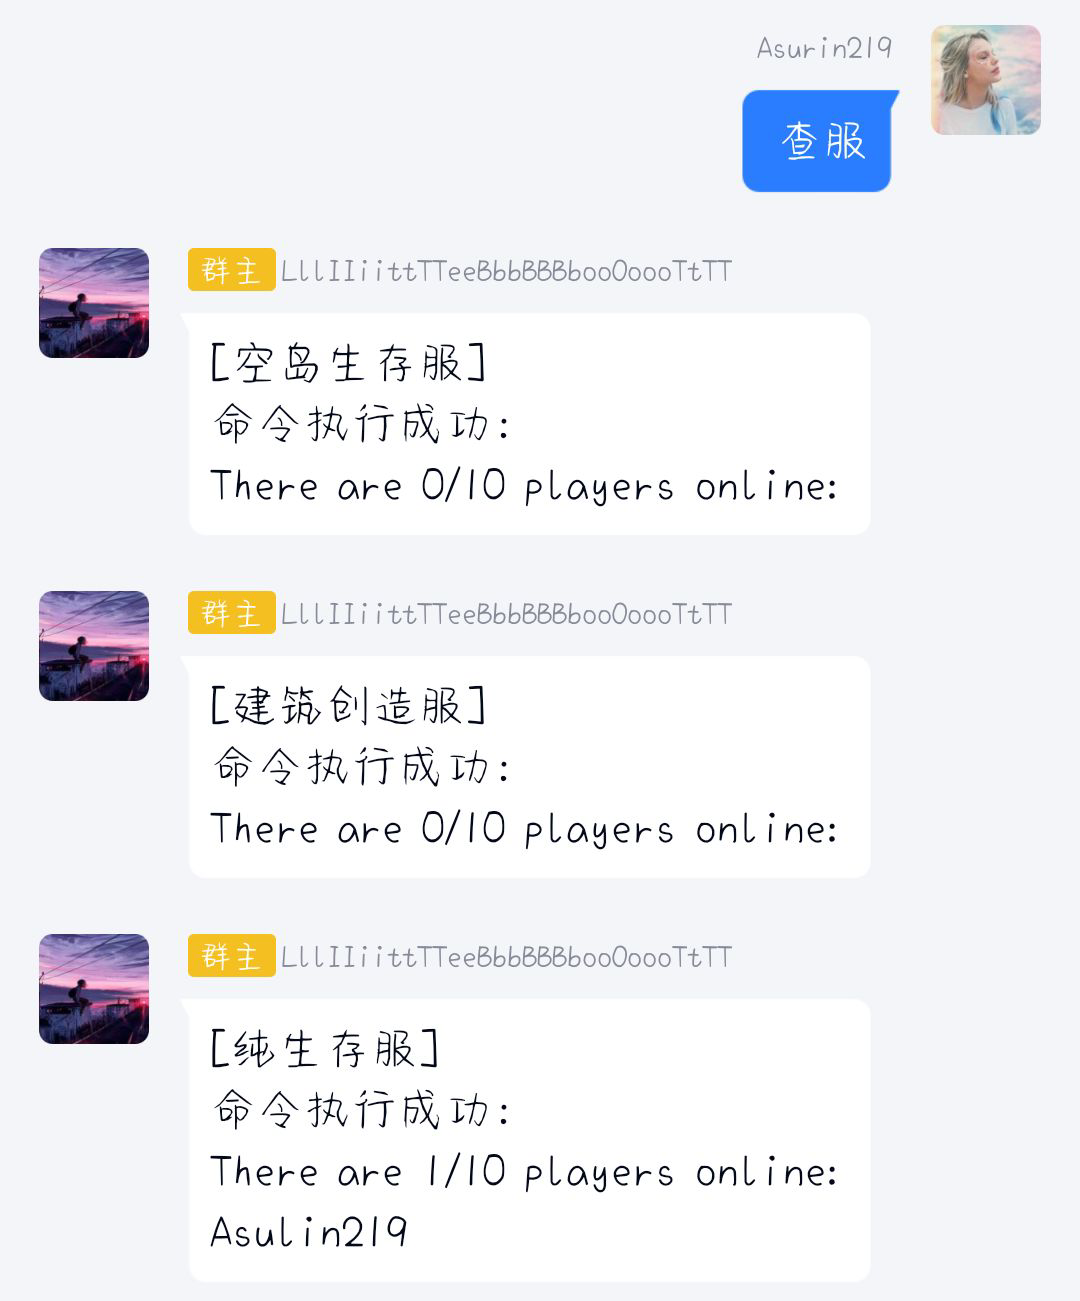 Asurin219
查服
群主 LllIIiittTTeeBbbBBBbooOoooTtTT
[空岛生存服]
命令执行成功:
There are 0/10 players online:
群主 LllIIiittTTeeBbbBBBbooOoooTtTT
[建筑创造服]
命令执行成功:
There are 0/10 players online:
群主 LllIIiittTTeeBbbBBBbooOoooTtTT
[纯生存服]
命令执行成功:
There are 1/10 players online:
Asulin219